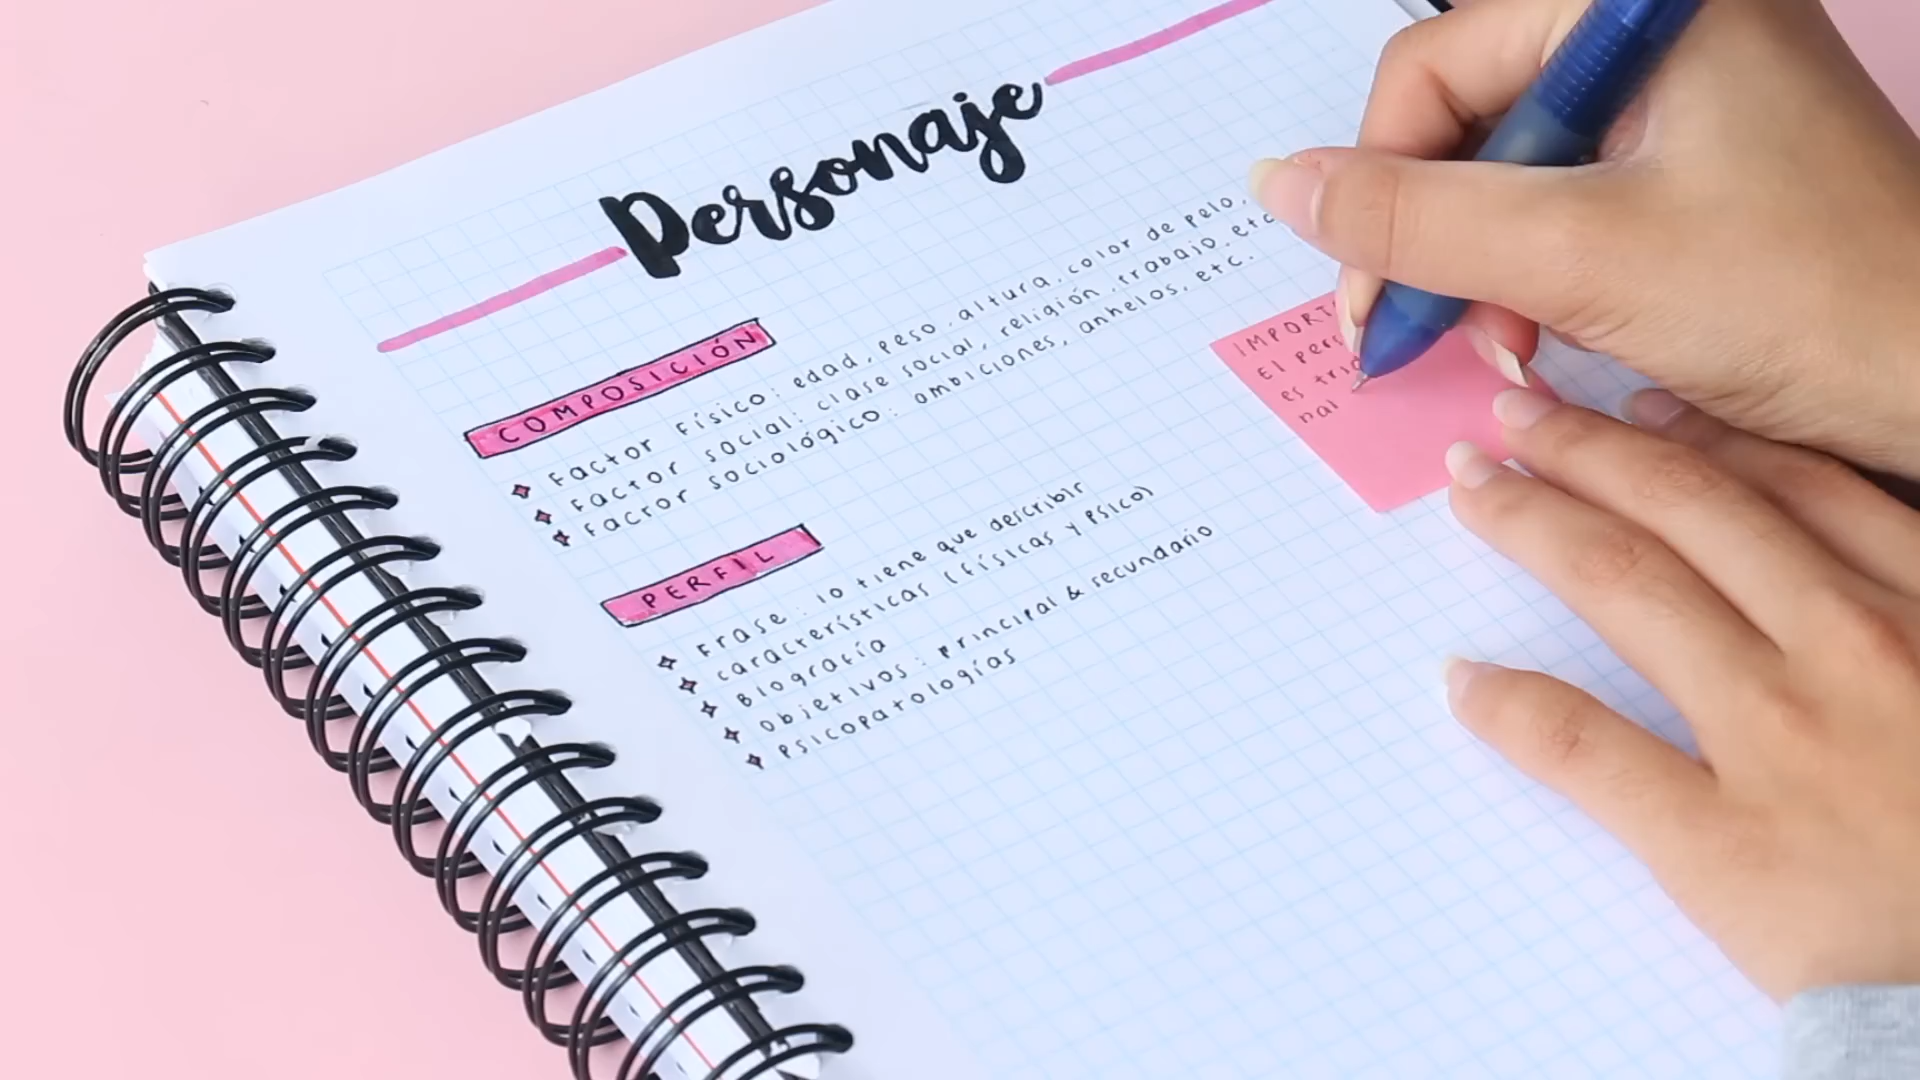 Personaje
COMPOSICIÓN
Factor físico: edad, peso, altura, color de pelo,
Factor social: clase social, religión, trabajo, etc
Factor sociológico: ambiciones, anhelos, etc.
PERFIL
Frase: lo tiene que describir
características (físicas y psico)
Biografía
Objetivos: principal & secundario
Psicopatologías
El
es
nal